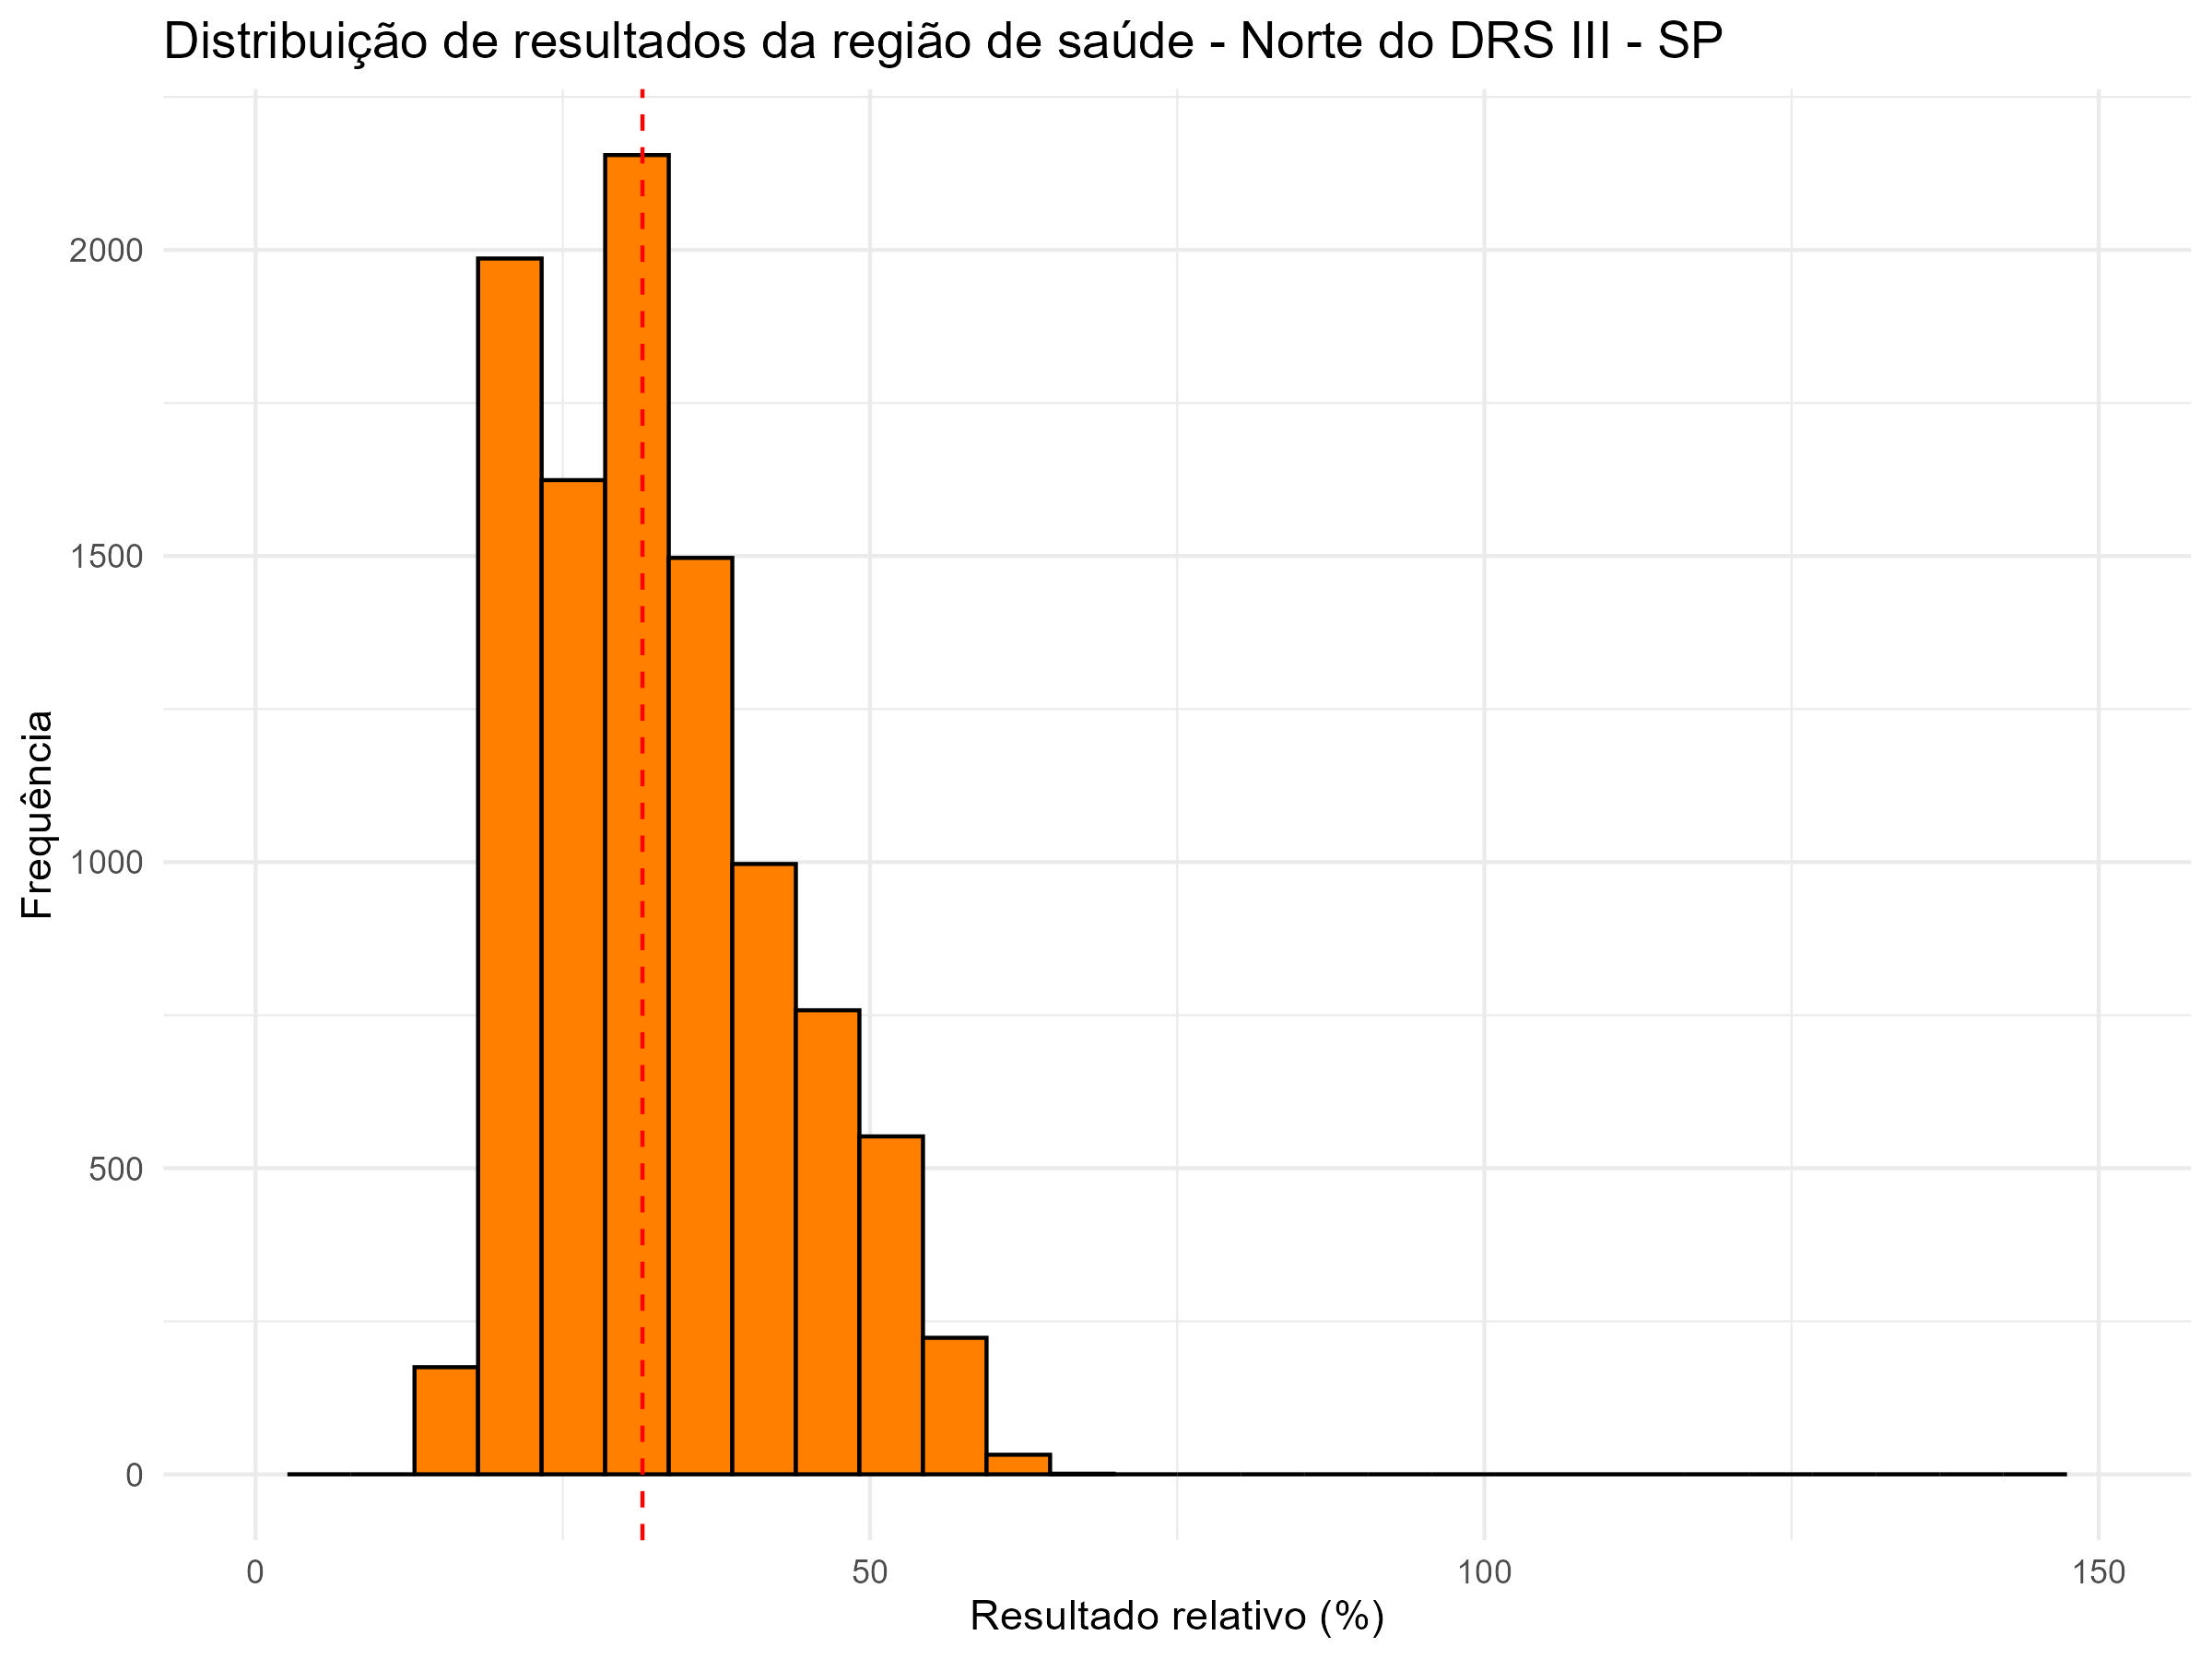 Distribuição de resultados da região de saúde - Norte do DRS III - SP
Frequência
2000
1500
1000
500
0
0 50 100 150
Resultado relativo (%)